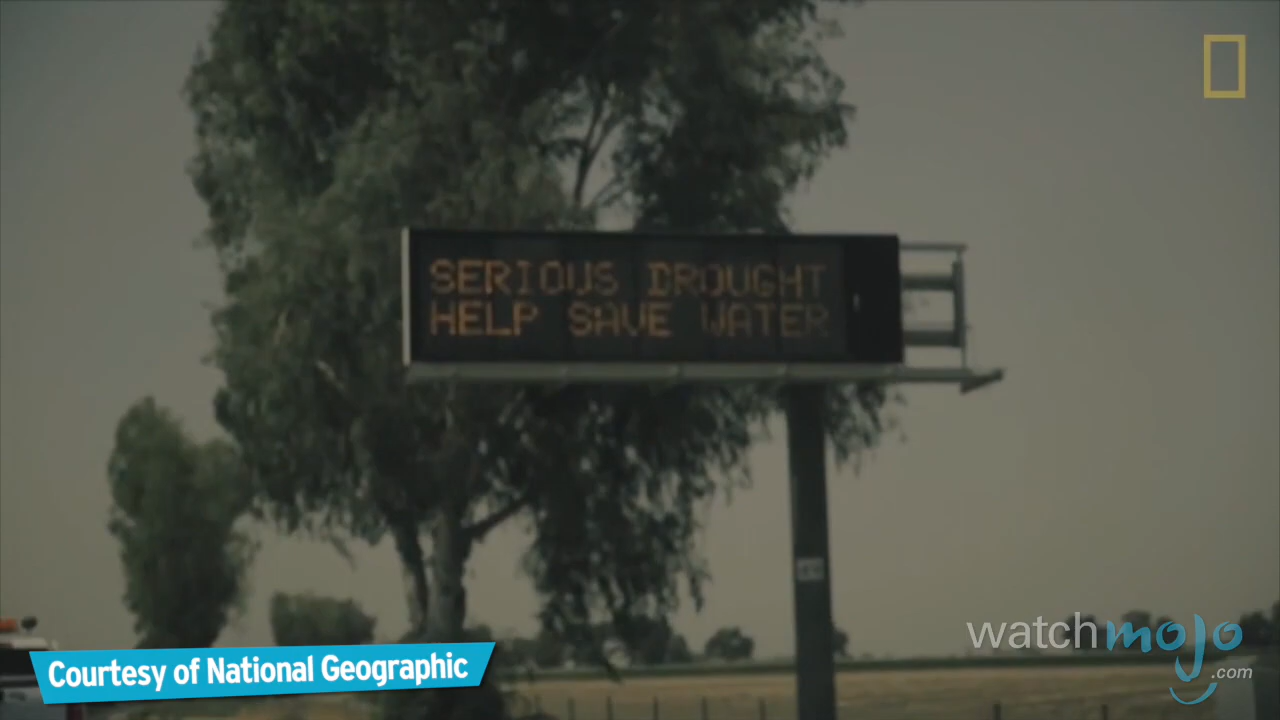 SERIOUS DROUGHT
HELP SAVE WATER
Courtesy of National Geographic
watchmojo
.com